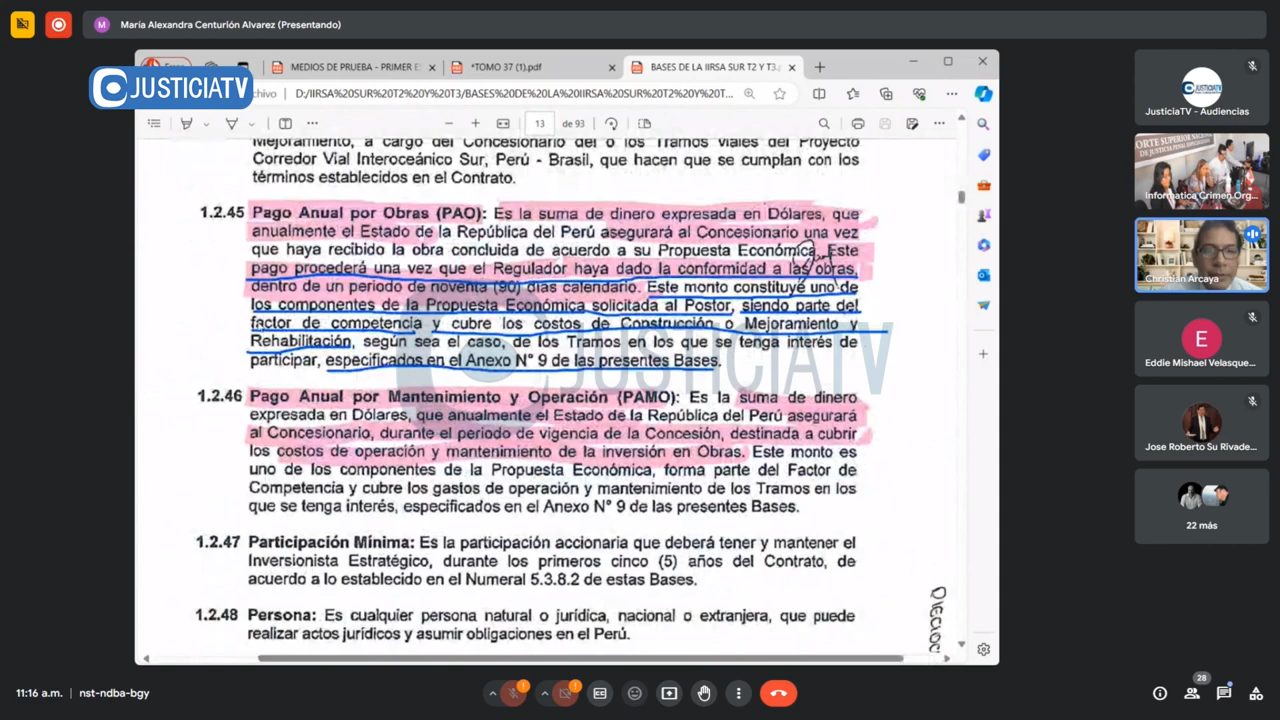 M
María Alexandra Centurión Alvarez (Presentando)
JUSTICIATV
MEDIOS DE PRUEBA - PRIMER E
*TOMO 37 (1).pdf
BASES DE LA IIRSA SUR T2 Y T3.
D:/IIRSA%20SUR%20T2%20Y%20T3/BASES%20DE%20LA%20IIRSA%20SUR%20T2%20Y%20T...
13 de 93
Mejoramiento, a cargo del Concesionario del o los Tramos viales del Proyecto
Corredor Vial Interoceánico Sur, Perú - Brasil, que hacen que se cumplan con los
términos establecidos en el Contrato.
1.2.45 Pago Anual por Obras (PAO): Es la suma de dinero expresada en Dólares, que
anualmente el Estado de la República del Perú asegurará al Concesionario una vez
que haya recibido la obra concluida de acuerdo a su Propuesta Económica. Este
pago procederá una vez que el Regulador haya dado la conformidad a las obras,
dentro de un periodo de noventa (90) días calendario. Este monto constituye uno de
los componentes de la Propuesta Económica solicitada al Postor, siendo parte del
factor de competencia y cubre los costos de Construcción o Mejoramiento y
Rehabilitación, según sea el caso, de los Tramos en los que se tenga interés de
participar, especificados en el Anexo N° 9 de las presentes Bases.
JUSTICIATV
1.2.46 Pago Anual por Mantenimiento y Operación (PAMO): Es la suma de dinero
expresada en Dólares, que anualmente el Estado de la República del Perú asegurará
al Concesionario, durante el periodo de vigencia de la Concesión, destinada a cubrir
los costos de operación y mantenimiento de la inversión en Obras. Este monto es
uno de los componentes de la Propuesta Económica, forma parte del Factor de
Competencia y cubre los gastos de operación y mantenimiento de los Tramos en los
que se tenga interés, especificados en el Anexo N° 9 de las presentes Bases.
1.2.47 Participación Mínima: Es la participación accionaria que deberá tener y mantener el
Inversionista Estratégico, durante los primeros cinco (5) años del Contrato, de
acuerdo a lo establecido en el Numeral 5.3.8.2 de estas Bases.
1.2.48 Persona: Es cualquier persona natural o jurídica, nacional o extranjera, que puede
realizar actos jurídicos y asumir obligaciones en el Perú.
JusticiaTV - Audiencias
Informatica Crimen Org...
Christian Arcaya
E
Eddie Mishael Velasque...
Jose Roberto Su Rivade...
22 más
11:16 a.m. nst-ndba-bgy
28